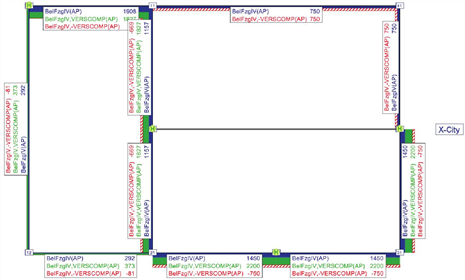 BelFzgIV(AP) 1908
BelFzgIV,VERSCOMP(AP)
BelFzgIV,-VERSCOMP(AP)
BelFzgIV(AP) 750
BelFzgIV,-VERSCOMP(AP) 750
BelFzgIV,-VERSCOMP(AP) -669
BelFzgIV,VERSCOMP(AP) 1827
BelFzgIV(AP) 1157
BelFzgIV,-VERSCOMP(AP) 750
BelFzgIV(AP) 750
BelFzgIV,-VERSCOMP(AP) -81
BelFzgIV,VERSCOMP(AP) 373
BelFzgIV(AP) 292
X-City
BelFzgIV,-VERSCOMP(AP) -669
BelFzgIV,VERSCOMP(AP) 1827
BelFzgIV(AP) 1157
BelFzgIV(AP) 1450
BelFzgIV,VERSCOMP(AP) 2200
BelFzgIV,-VERSCOMP(AP) -750
BelFzgIV(AP) 292
BelFzgIV,VERSCOMP(AP) 373
BelFzgIV,-VERSCOMP(AP) -81
BelFzgIV(AP) 1450
BelFzgIV,VERSCOMP(AP) 2200
BelFzgIV,-VERSCOMP(AP) -750
BelFzgIV(AP) 1450
BelFzgIV,VERSCOMP(AP) 2200
BelFzgIV,-VERSCOMP(AP) -750